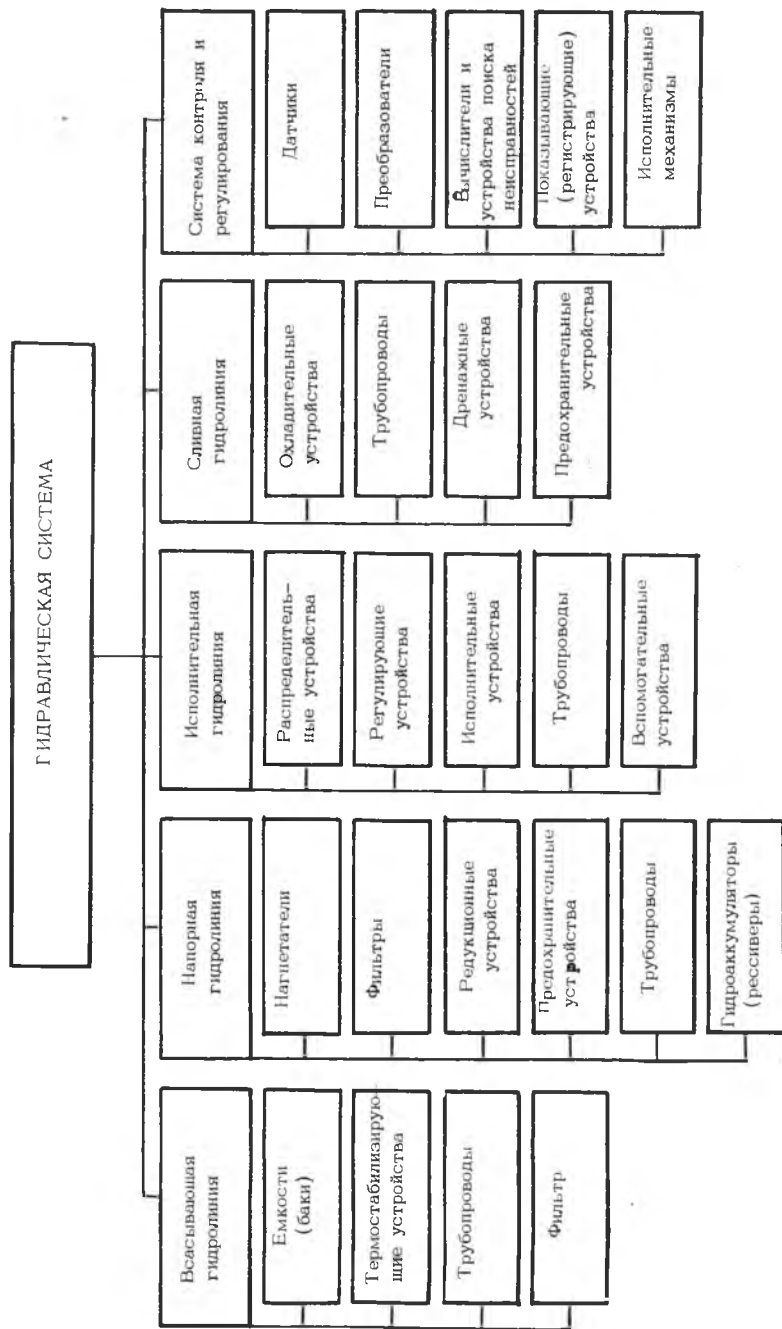 ГИДРАВЛИЧЕСКАЯ СИСТЕМА
Всасывающая
гидролиния
Емкости
(баки)
Термостабилизирую-
щие устройства
Трубопроводы
Фильтр
Напорная
гидролиния
Нагнетатели
Фильтры
Редукционные
устройства
Предохранительные
устройства
Трубопроводы
Гидроаккумуляторы
(рессиверы)
Исполнительная
гидролиния
Распределитель-
ные устройства
Регулирующие
устройства
Исполнительные
устройства
Трубопроводы
Вспомогательные
устройства
Сливная
гидролиния
Охладительные
устройства
Трубопроводы
Дренажные
устройства
Предохранительные
устройства
Система контроля и
регулирования
Датчики
Преобразователи
Вычислители и
устройства поиска
неисправностей
Показывающие
(регистрирующие)
устройства
Исполнительные
механизмы